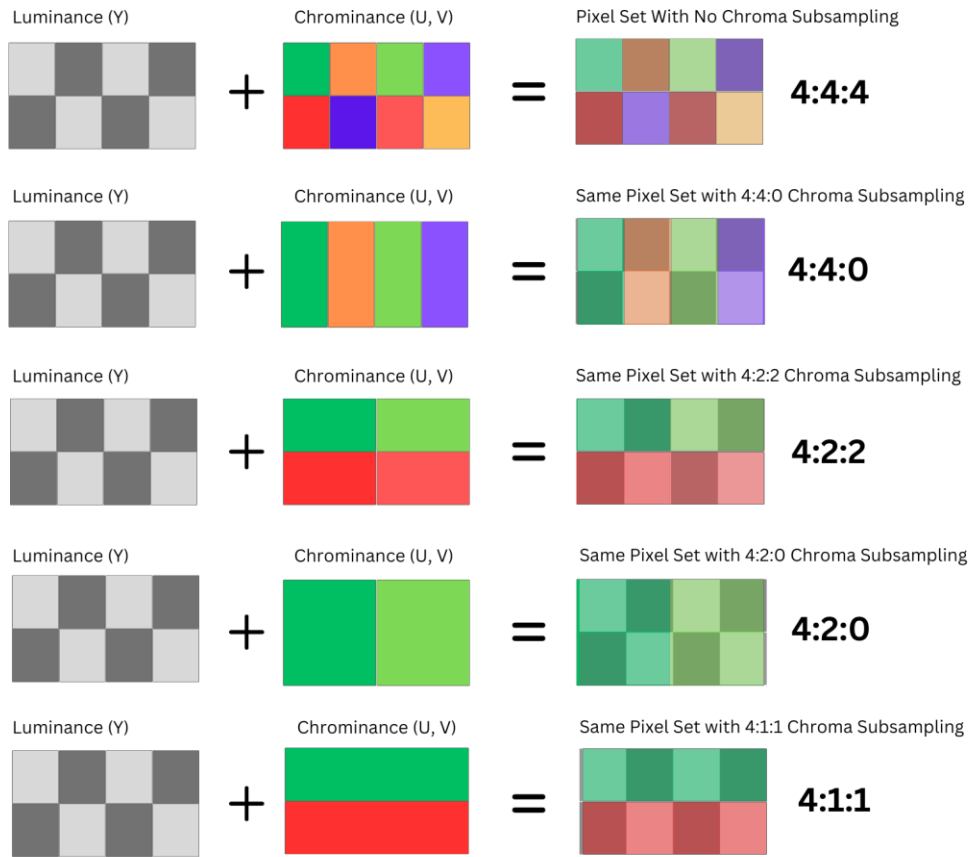 Luminance (Y)
Chrominance (U, V)
Pixel Set With No Chroma Subsampling
+
=
4:4:4
Luminance (Y)
Chrominance (U, V)
Same Pixel Set with 4:4:0 Chroma Subsampling
+
=
4:4:0
Luminance (Y)
Chrominance (U, V)
Same Pixel Set with 4:2:2 Chroma Subsampling
+
=
4:2:2
Luminance (Y)
Chrominance (U, V)
Same Pixel Set with 4:2:0 Chroma Subsampling
+
=
4:2:0
Luminance (Y)
Chrominance (U, V)
Same Pixel Set with 4:1:1 Chroma Subsampling
+
=
4:1:1